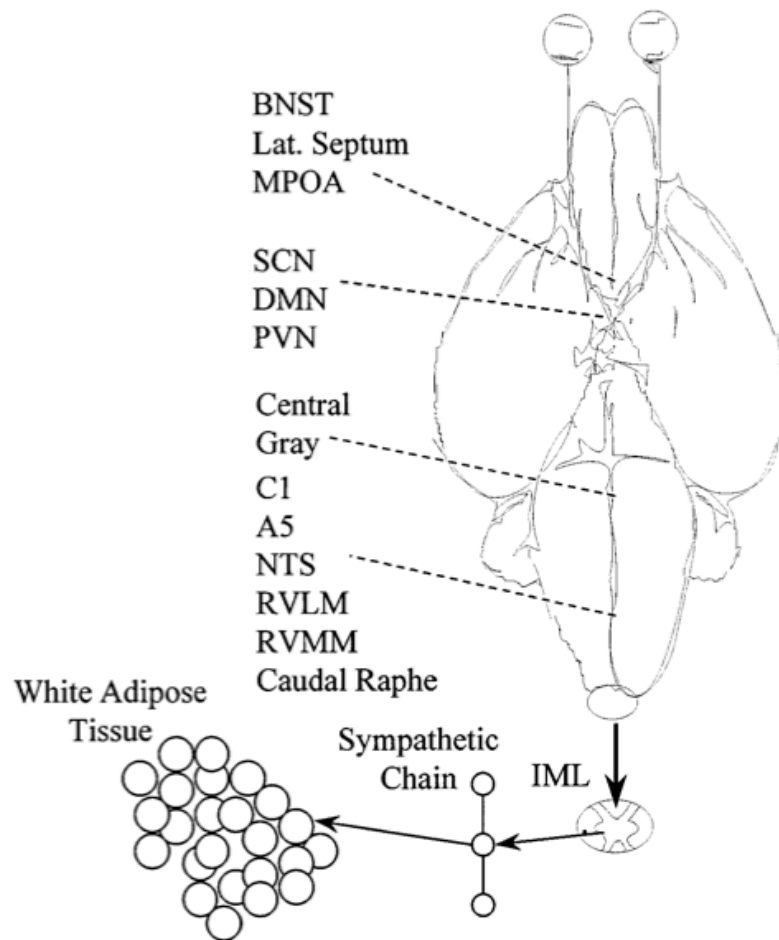 BNST
Lat. Septum
MPOA
SCN
DMN
PVN
Central
Gray
C1
A5
NTS
RVLM
RVMM
Caudal Raphe
White Adipose
Tissue
Sympathetic
Chain
IML